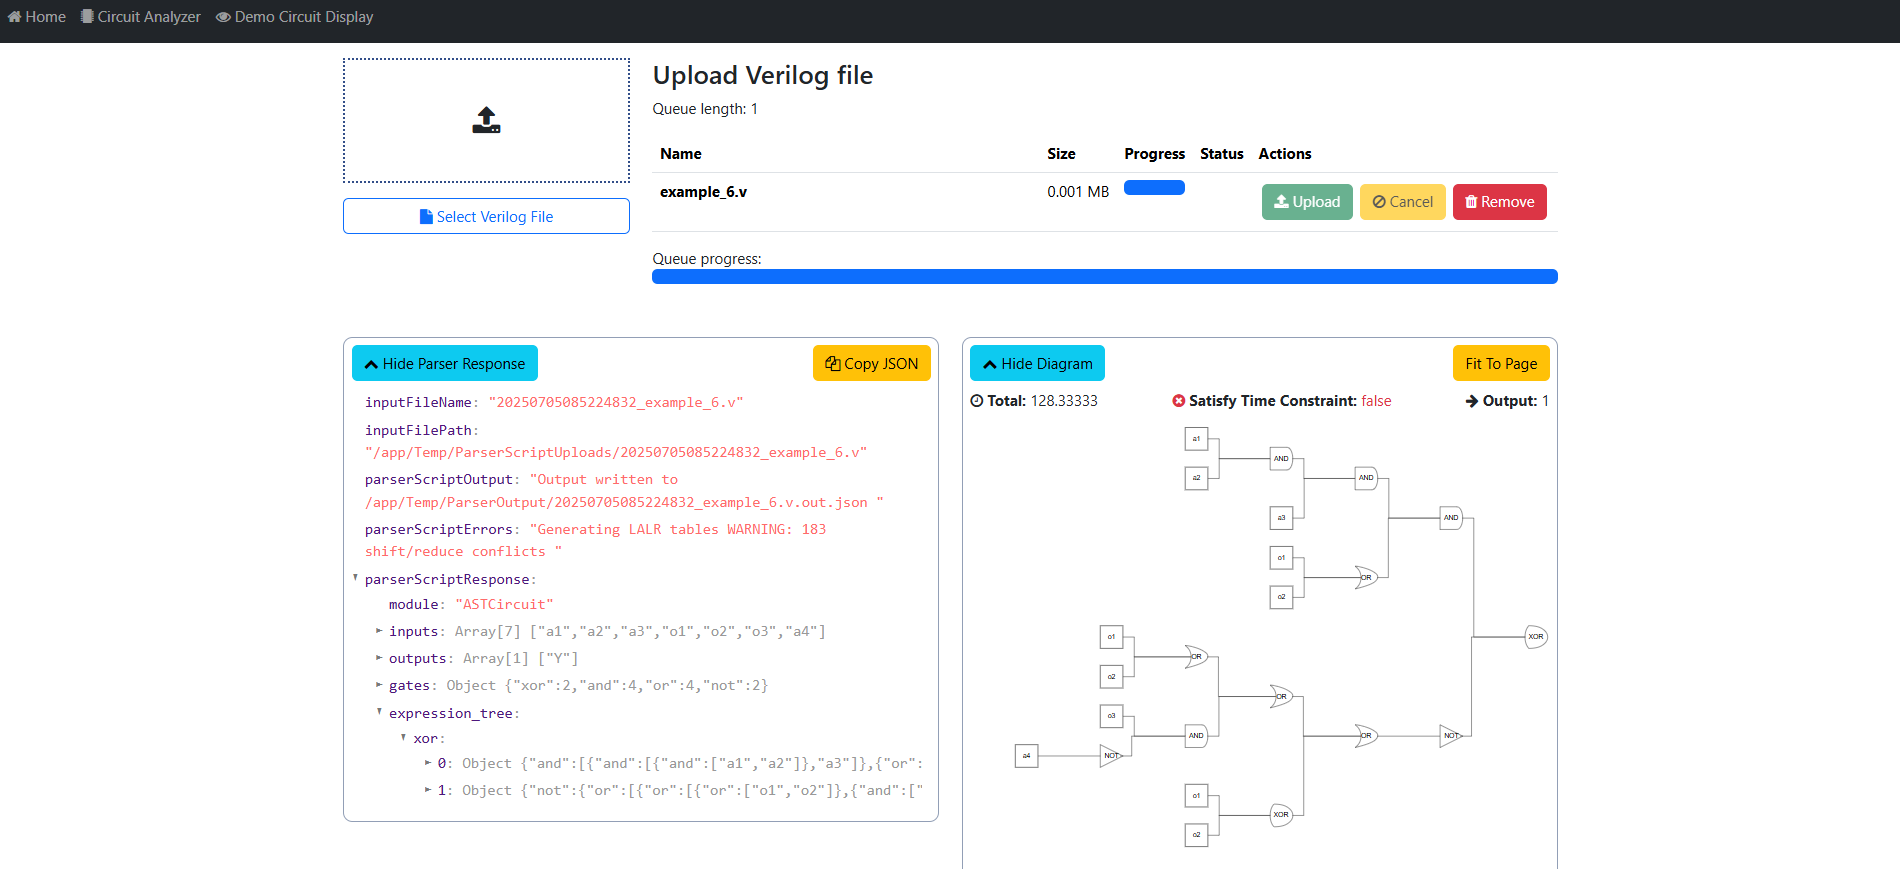 Home Circuit Analyzer Demo Circuit Display
Upload Verilog file
Queue length: 1
Name Size Progress Status Actions
example_6.v 0.001 MB Upload Cancel Remove
Select Verilog File
Queue progress:
Hide Parser Response Copy JSON
inputFileName: "20250705085224832_example_6.v"
inputFilePath:
"/app/Temp/ParserScriptUploads/20250705085224832_example_6.v"
parserScriptOutput: "Output written to
/app/Temp/ParserOutput/20250705085224832_example_6.v.out.json "
parserScriptErrors: "Generating LALR tables WARNING: 183
shift/reduce conflicts "
parserScriptResponse:
module: "ASTCircuit"
inputs: Array[7] ["a1","a2","a3","o1","o2","o3","a4"]
outputs: Array[1] ["Y"]
gates: Object {"xor":2,"and":4,"or":4,"not":2}
expression_tree:
xor:
0: Object {"and":[{"and":[{"and":["a1","a2"]},"a3"]},{"or":
1: Object {"not":{"or":[{"or":[{"or":["o1","o2"]},{"and":["
Hide Diagram Fit To Page
Total: 128.33333 Satisfy Time Constraint: false Output: 1
a1
AND
a2
AND
a3
AND
o1
OR
o2
o1
XOR
OR
o2
OR
o3
AND
OR
NOT
a4
NOT
o1
XOR
o2